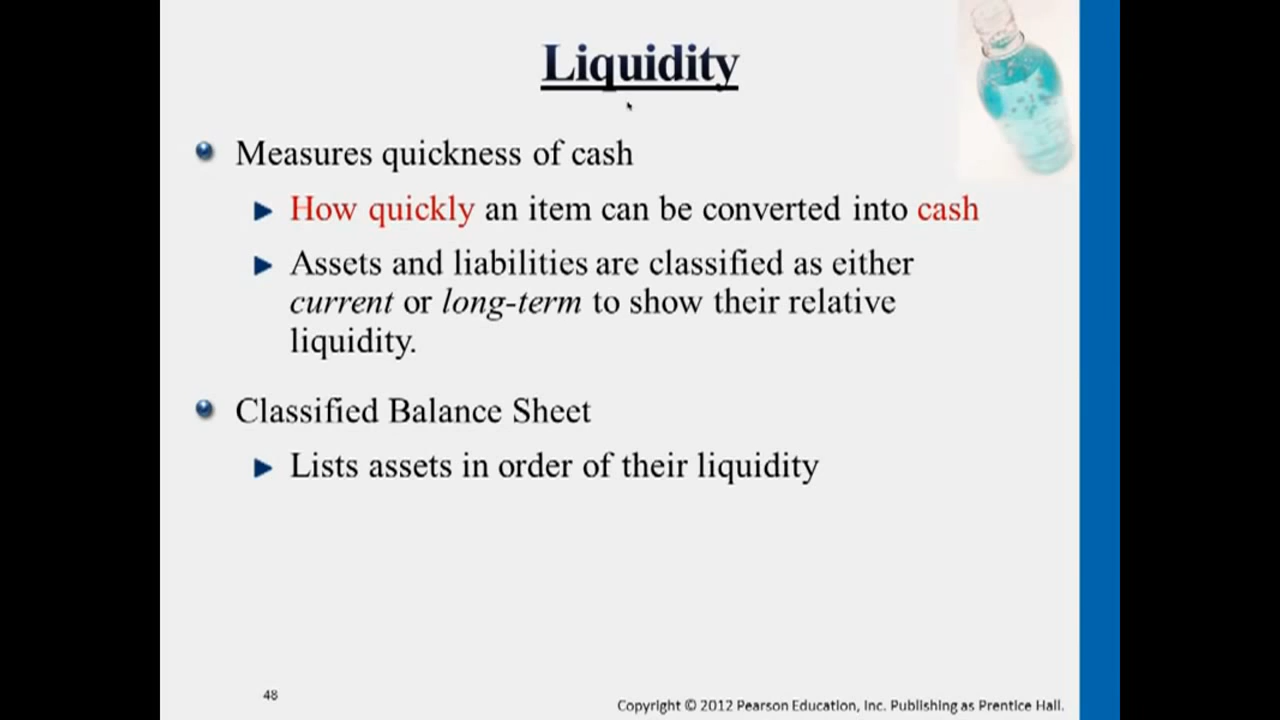 Liquidity
Measures quickness of cash
How quickly an item can be converted into cash
Assets and liabilities are classified as either
current or long-term to show their relative
liquidity.
Classified Balance Sheet
Lists assets in order of their liquidity
48
Copyright © 2012 Pearson Education, Inc. Publishing as Prentice Hall.